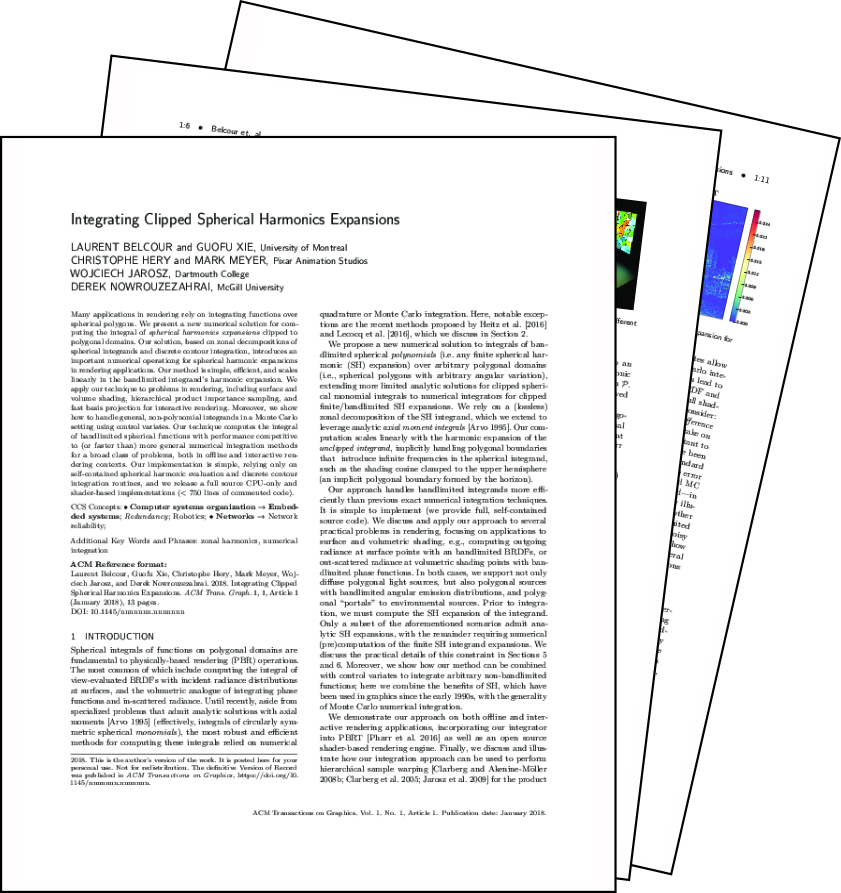 Integrating Clipped Spherical Harmonics Expansions
LAURENT BELCOUR and GUOFU XIE, University of Montreal
CHRISTOPHE HERY and MARK MEYER, Pixar Animation Studios
WOJCIECH JAROSZ, Dartmouth College
DEREK NOWROUZEZAHRAI, McGill University
Many applications in rendering rely on integrating functions over
spherical polygons. We present a new numerical solution for com-
puting the integral of spherical harmonics expansions clipped to
polygonal domains. Our solution, based on zonal decompositions of
spherical integrands and discrete contour integration, introduces an
important numerical operating for spherical harmonic expansions
in rendering applications. Our method is simple, efficient, and scales
linearly in the bandlimited integrand's harmonic expansion. We
apply our technique to problems in rendering, including surface and
volume shading, hierarchical product importance sampling, and
fast basis projection for interactive rendering. Moreover, we show
how to handle general, non-polynomial integrands in a Monte Carlo
setting using control variates. Our technique computes the integral
of bandlimited spherical functions with performance competitive
to (or faster than) more general numerical integration methods
for a broad class of problems, both in offline and interactive ren-
dering contexts. Our implementation is simple, relying only on
self-contained spherical harmonic evaluation and discrete contour
integration routines, and we release a full source CPU-only and
shader-based implementations (< 750 lines of commented code).
CCS Concepts: • Computer systems organization → Embed-
ded systems; Redundancy; Robotics; • Networks → Network
reliability;
Additional Key Words and Phrases: zonal harmonics, numerical
integration
ACM Reference format:
Laurent Belcour, Guofu Xie, Christophe Hery, Mark Meyer, Woj-
ciech Jarosz, and Derek Nowrouzezahrai. 2018. Integrating Clipped
Spherical Harmonics Expansions. ACM Trans. Graph. 1, 1, Article 1
(January 2018), 13 pages.
DOI: 10.1145/nnnnnnn.nnnnnnn
1 INTRODUCTION
Spherical integrals of functions on polygonal domains are
fundamental to physically-based rendering (PBR) operations.
The most common of which include computing the integral of
view-evaluated BRDFs with incident radiance distributions
at surfaces, and the volumetric analogue of integrating phase
functions and in-scattered radiance. Until recently, aside from
specialized problems that admit analytic solutions with axial
moments [Arvo 1995] (effectively, integrals of circularly sym-
metric spherical monomials), the most robust and efficient
methods for computing these integrals relied on numerical
2018. This is the author's version of the work. It is posted here for your
personal use. Not for redistribution. The definitive Version of Record
was published in ACM Transactions on Graphics, https://doi.org/10.
1145/nnnnnnn.nnnnnnn.
quadrature or Monte Carlo integration. Here, notable excep-
tions are the recent methods proposed by Heitz et al. [2016]
and Lecocq et al. [2016], which we discuss in Section 2.
We propose a new numerical solution to integrals of ban-
dlimited spherical polynomials (i.e. any finite spherical har-
monic (SH) expansion) over arbitrary polygonal domains
(i.e., spherical polygons with arbitrary angular variation),
extending more limited analytic solutions for clipped spheri-
cal monomial integrals to numerical integrators for clipped
finite/bandlimited SH expansions. We rely on a (lossless)
zonal decomposition of the SH integrand, which we extend to
leverage analytic axial moment integrals [Arvo 1995]. Our com-
putation scales linearly with the harmonic expansion of the
unclipped integrand, implicitly handling polygonal boundaries
that introduce infinite frequencies in the spherical integrand,
such as the shading cosine clamped to the upper hemisphere
(an implicit polygonal boundary formed by the horizon).
Our approach handles bandlimited integrands more effi-
ciently than previous exact numerical integration techniques.
It is simple to implement (we provide full, self-contained
source code). We discuss and apply our approach to several
practical problems in rendering, focusing on applications to
surface and volumetric shading, e.g., computing outgoing
radiance at surface points with an bandlimited BRDFs, or
out-scattered radiance at volumetric shading points with ban-
dlimited phase functions. In both cases, we support not only
diffuse polygonal light sources, but also polygonal sources
with bandlimited angular emission distributions, and polyg-
onal "portals" to environmental sources. Prior to integra-
tion, we must compute the SH expansion of the integrand.
Only a subset of the aforementioned scenarios admit ana-
lytic SH expansions, with the remainder requiring numerical
(pre)computation of the finite SH integrand expansions. We
discuss the practical details of this constraint in Sections 5
and 6. Moreover, we show how our method can be combined
with control variates to integrate arbitrary non-bandlimited
functions; here we combine the benefits of SH, which have
been used in graphics since the early 1990s, with the generality
of Monte Carlo numerical integration.
We demonstrate our approach on both offline and inter-
active rendering applications, incorporating our integrator
into PBRT [Pharr et al. 2016] as well as an open source
shader-based rendering engine. Finally, we discuss and illus-
trate how our integration approach can be used to perform
hierarchical sample warping [Clarberg and Akenine-Möller
2008b; Clarberg et al. 2005; Jarosz et al. 2009] for the product
ACM Transactions on Graphics, Vol. 1, No. 1, Article 1. Publication date: January 2018.
1:6 • Belcour et. al
1:11